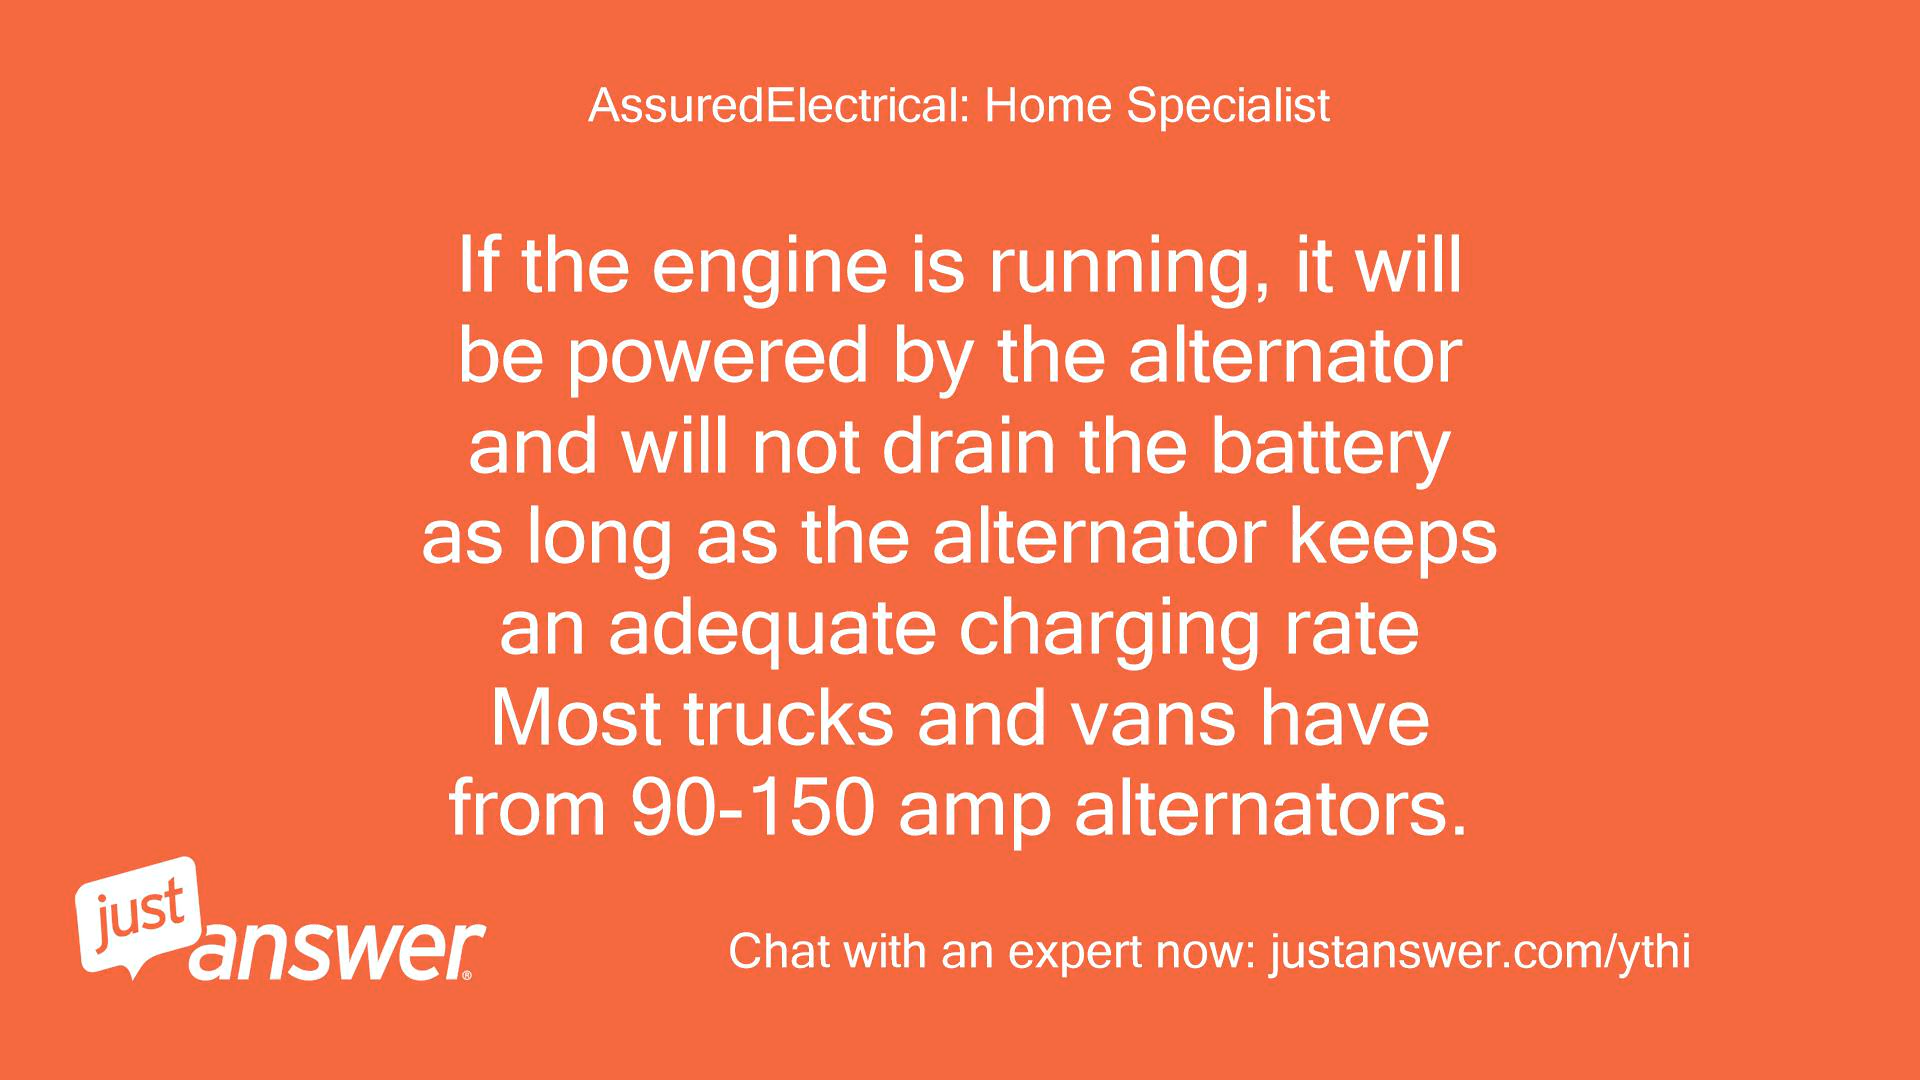 AssuredElectrical: Home Specialist
If the engine is running, it will
be powered by the alternator
and will not drain the battery
as long as the alternator keeps
an adequate charging rate
Most trucks and vans have
from 90-150 amp alternators.
just
answer®
Chat with an expert now: justanswer.com/ythi